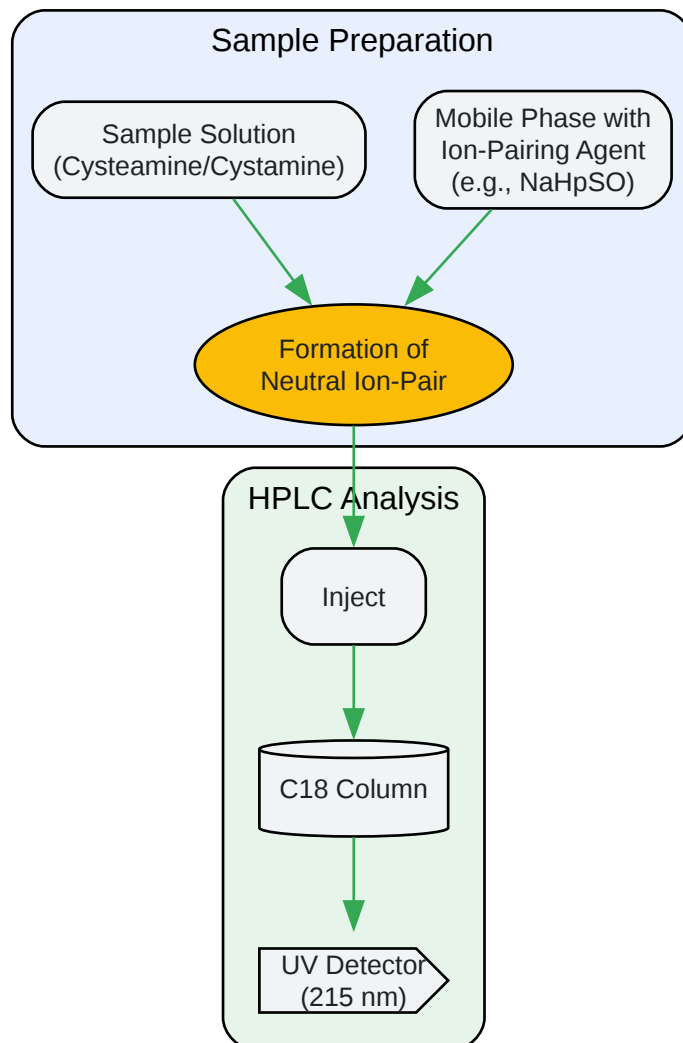 Sample Preparation
Sample Solution
(Cysteamine/Cystamine)
Mobile Phase with
Ion-Pairing Agent
(e.g., NaHpSO)
Formation of
Neutral Ion-Pair
HPLC Analysis
Inject
C18 Column
UV Detector
(215 nm)